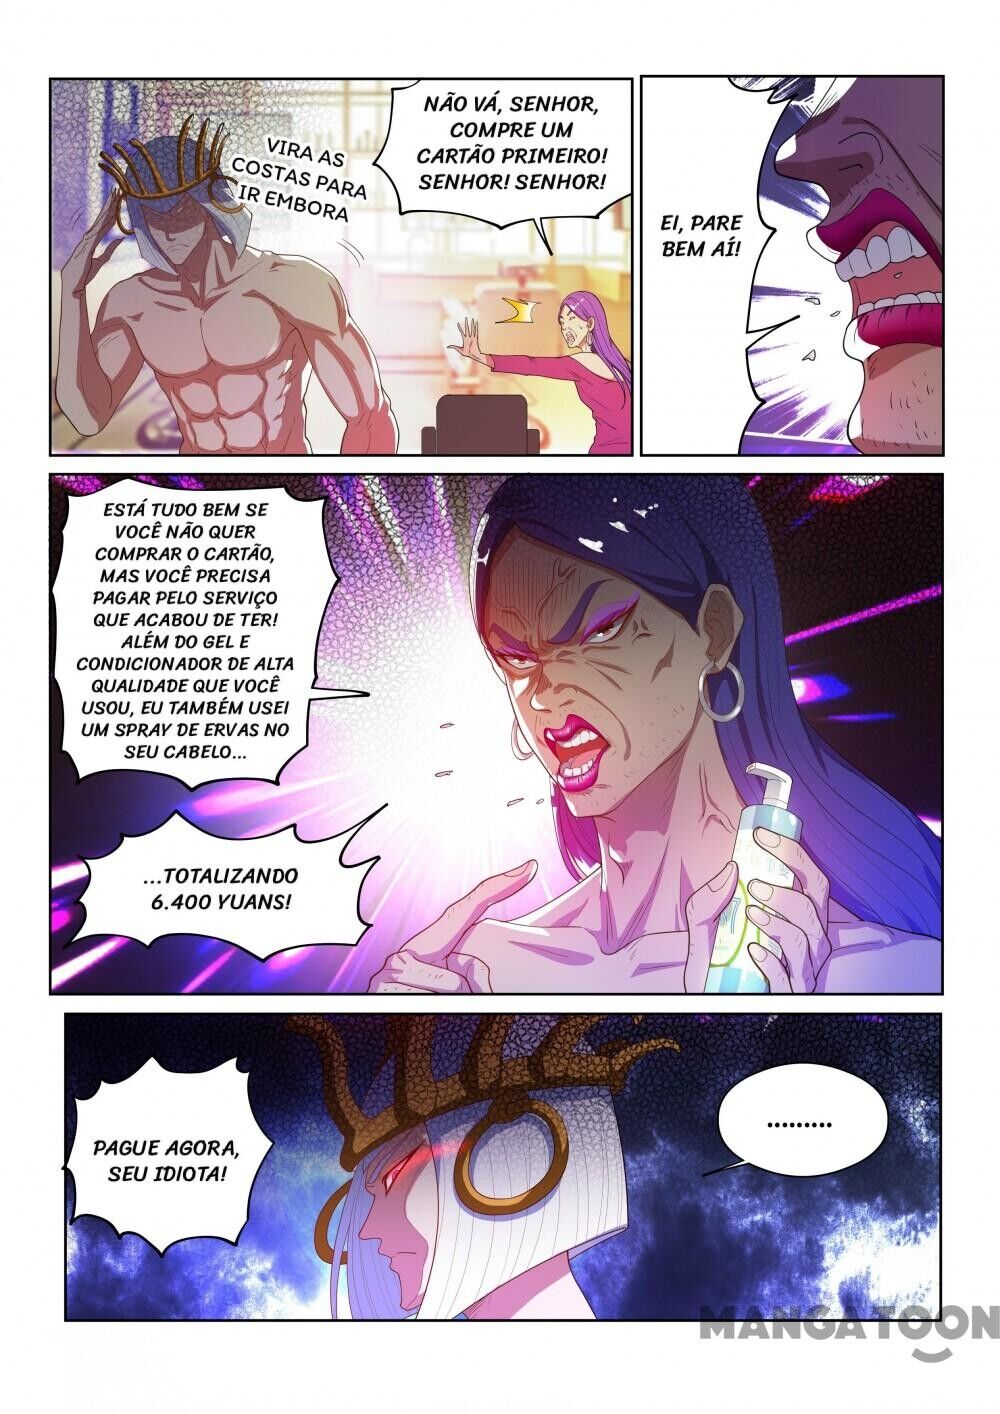 VIRA AS
COSTAS PARA
IR EMBORA
NÃO VÁ, SENHOR,
COMPRE UM
CARTÃO PRIMEIRO!
SENHOR! SENHOR!
EI, PARE
BEM AÍ!
ESTÁ TUDO BEM SE
VOCÊ NÃO QUER
COMPRAR O CARTÃO,
MAS VOCÊ PRECISA
PAGAR PELO SERVIÇO
QUE ACABOU DE TER!
ALÉM DO GEL E
CONDICIONADOR DE ALTA
QUALIDADE QUE VOCÊ
USOU, EU TAMBÉM USEI
UM SPRAY DE ERVAS NO
SEU CABELO...
...TOTALIZANDO
6.400 YUANS!
PAGUE AGORA,
SEU IDIOTA!
..........
MANGATOON